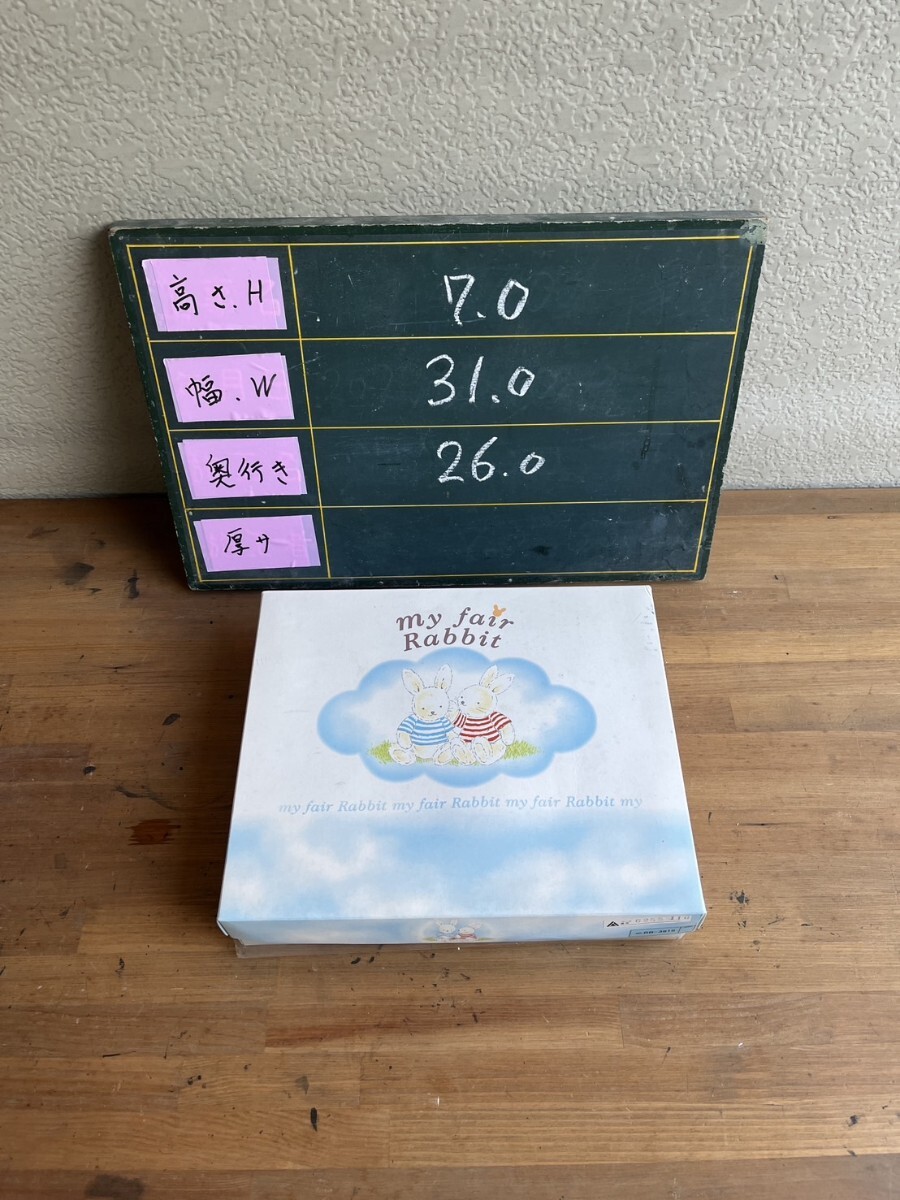 高さ.H 7.0
幅.W 31.0
奥行き 26.0
厚サ
my fair
Rabbit
my fair Rabbit my fair Rabbit my fair Rabbit my